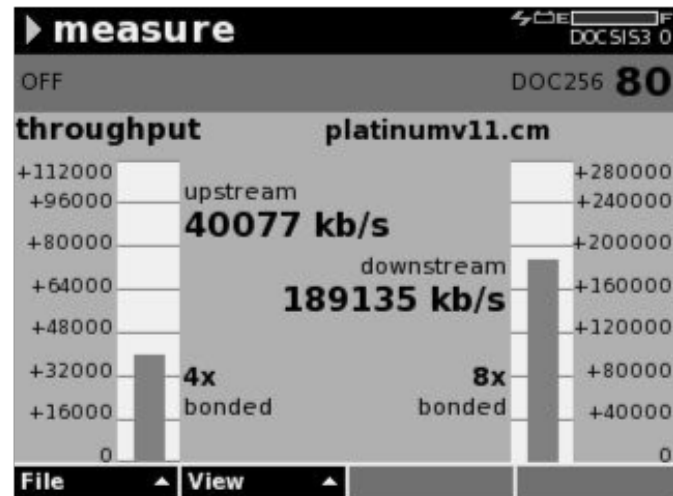 measure
E F
DOCSIS3 0
OFF
DOC256 80
throughput platinumv11.cm
+112000
+96000
+80000
+64000
+48000
+32000
+16000
0
upstream
40077 kb/s
downstream
189135 kb/s
4x
bonded
8x
bonded
+280000
+240000
+200000
+160000
+120000
+80000
+40000
0
File View